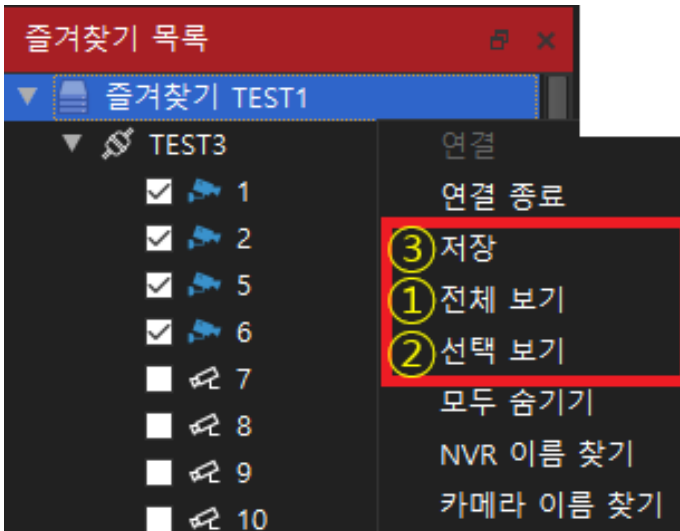 즐겨찾기 목록
즐겨찾기 TEST1
TEST3
1
2
5
6
7
8
9
10
연결
연결 종료
③ 저장
① 전체 보기
② 선택 보기
모두 숨기기
NVR 이름 찾기
카메라 이름 찾기